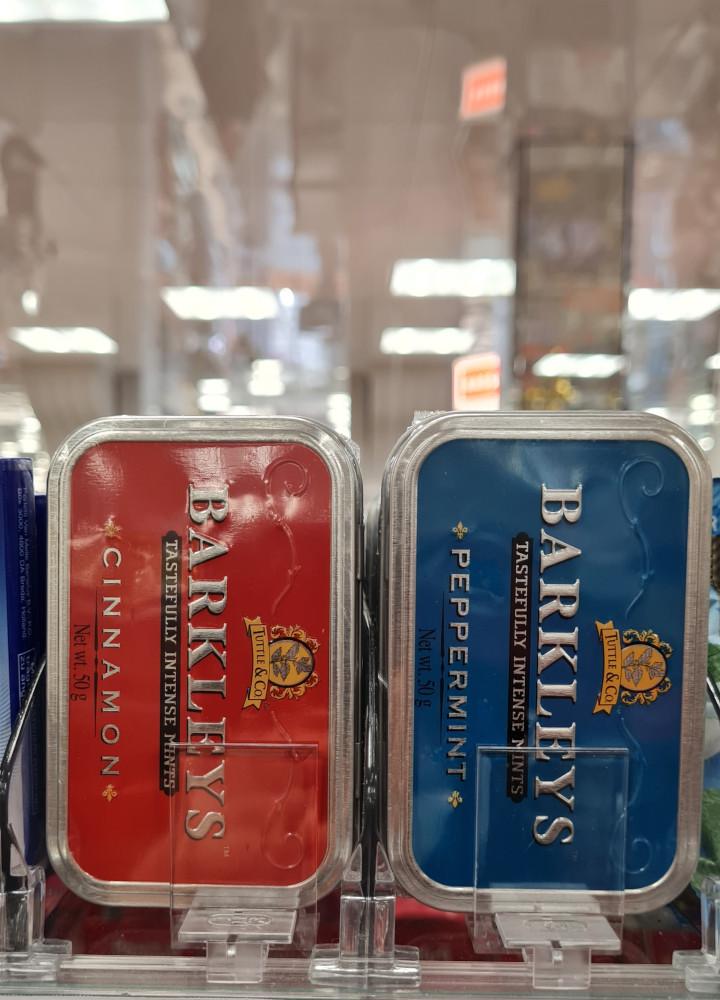 TUTTLE & CO.
BARKLEYS
TM
TASTEFULLY INTENSE MINTS
CINNAMON
Net wt. 50 g
TUTTLE & CO.
BARKLEYS
TASTEFULLY INTENSE MINTS
PEPPERMINT
Net wt. 50 g